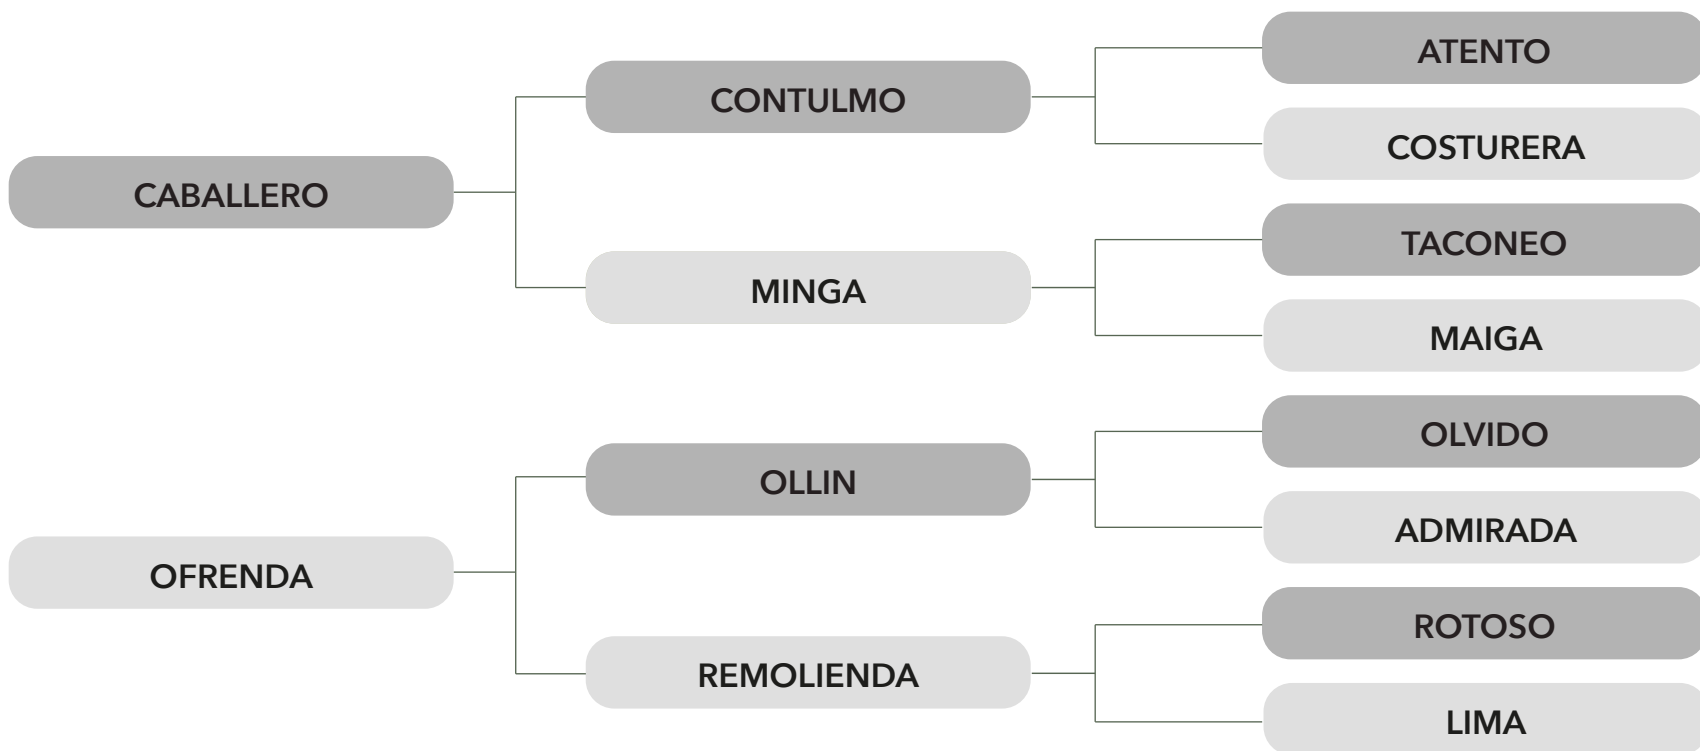 ATENTO
CONTULMO
COSTURERA
CABALLERO
TACONEO
MINGA
MAIGA
OLVIDO
OLLIN
ADMIRADA
OFRENDA
ROTOSO
REMOLIENDA
LIMA